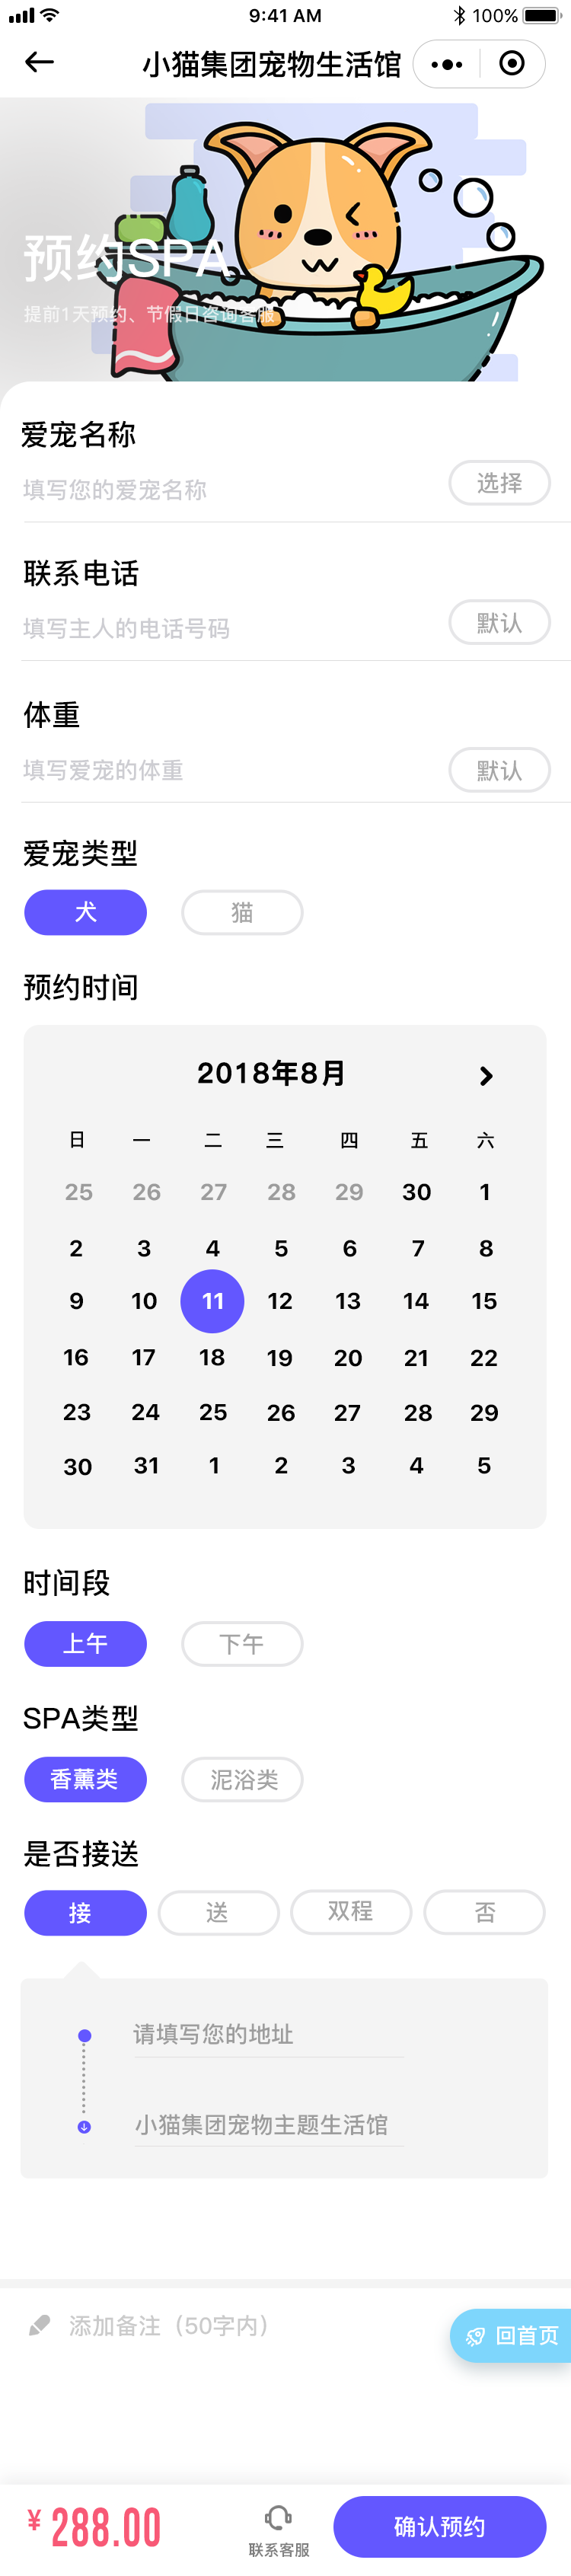 9:41 AM 100%
小猫集团宠物生活馆
预约SPA
提前1天预约、节假日咨询客服
爱宠名称
填写您的爱宠名称 选择
联系电话
填写主人的电话号码 默认
体重
填写爱宠的体重 默认
爱宠类型
犬 猫
预约时间
2018年8月
日 一 二 三 四 五 六
25 26 27 28 29 30 1
2 3 4 5 6 7 8
9 10 11 12 13 14 15
16 17 18 19 20 21 22
23 24 25 26 27 28 29
30 31 1 2 3 4 5
时间段
上午 下午
SPA类型
香薰类 泥浴类
是否接送
接 送 双程 否
请填写您的地址
小猫集团宠物主题生活馆
添加备注（50字内）
回首页
¥ 288.00 联系客服 确认预约